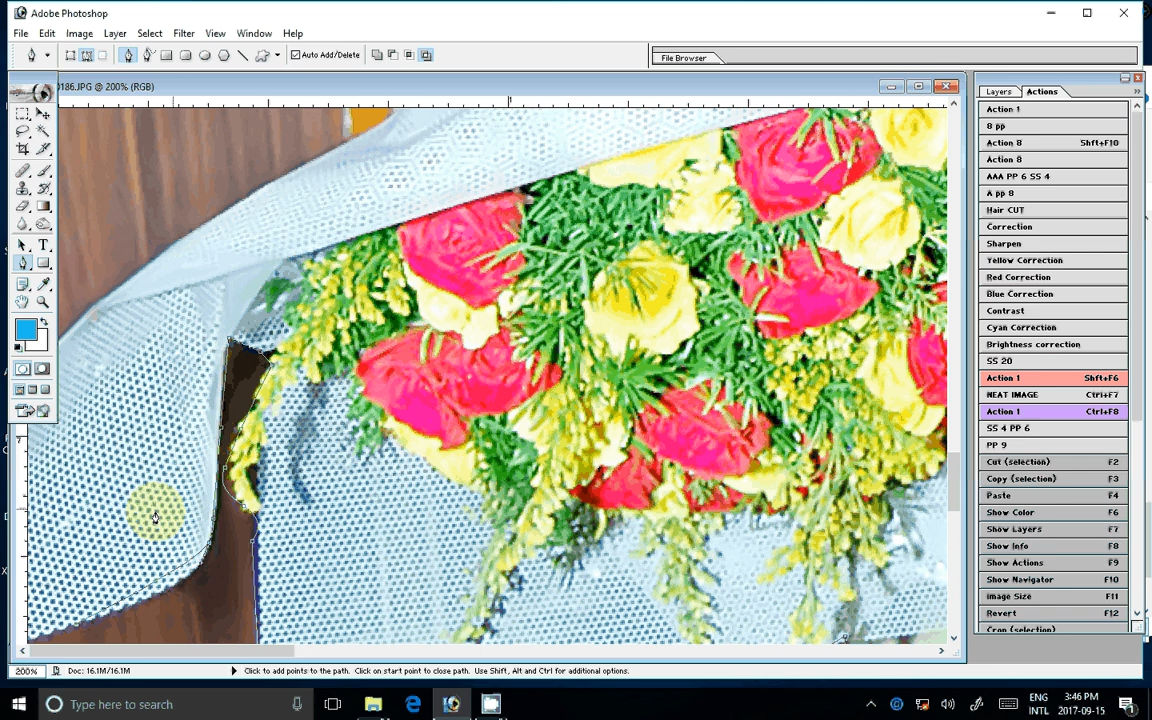 Adobe Photoshop
File Edit Image Layer Select Filter View Window Help
Auto Add/Delete
File Browser
0186.JPG @ 200% (RGB)
Layers Actions
Action 1
8 pp
Action 8 Shft+F10
Action 8
AAA PP 6 SS 4
A pp 8
Hair CUT
Correction
Sharpen
Yellow Correction
Red Correction
Blue Correction
Contrast
Cyan Correction
Brightness correction
SS 20
Action 1 Shft+F6
NEAT IMAGE Ctrl+F7
Action 1 Ctrl+F8
SS 4 PP 6
PP 9
Cut (selection) F2
Copy (selection) F3
Paste F4
Show Color F6
Show Layers F7
Show Info F8
Show Actions F9
Show Navigator F10
Image Size F11
Revert F12
Crop (selection)
200% Doc: 16.1M/16.1M Click to add points to the path. Click on start point to close path. Use Shift, Alt and Ctrl for additional options.
Type here to search
ENG
INTL
3:46 PM
2017-09-15
1